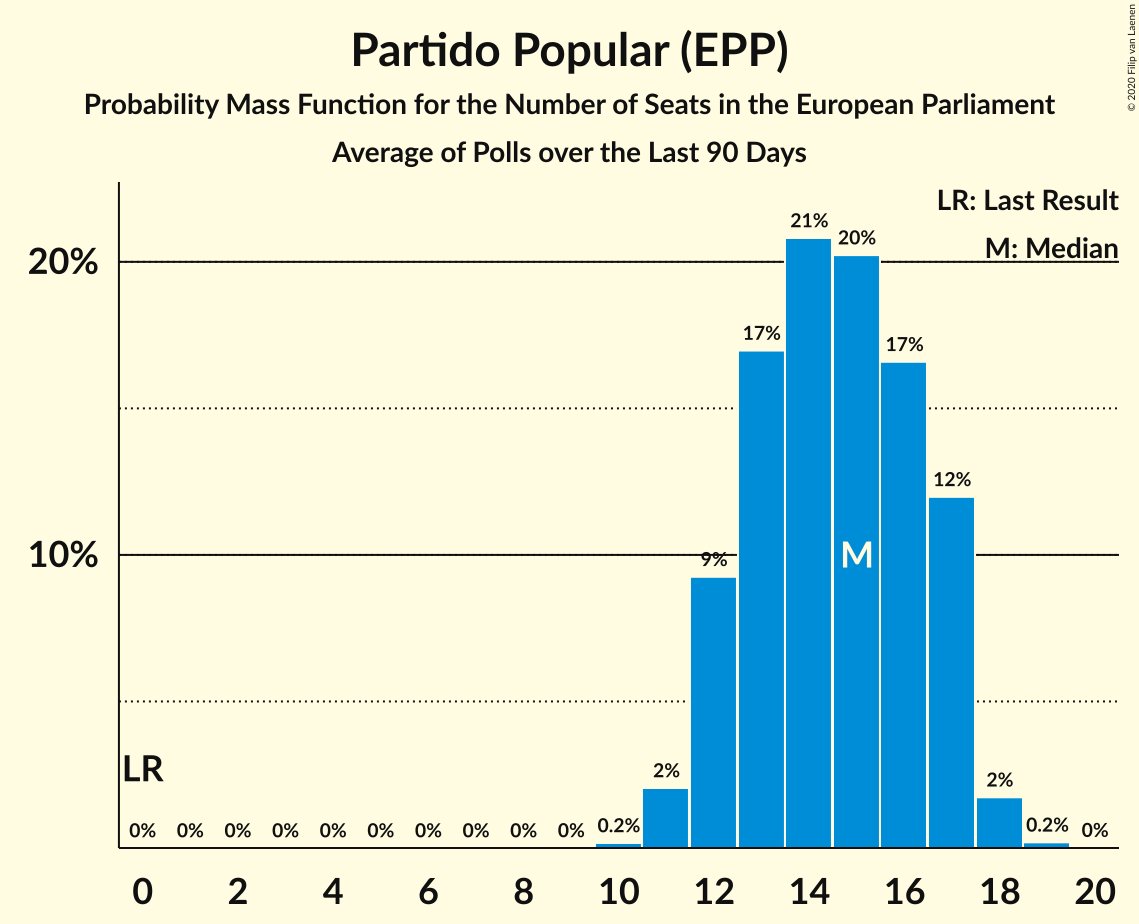 Partido Popular (EPP)
Probability Mass Function for the Number of Seats in the European Parliament
Average of Polls over the Last 90 Days
© 2020 Filip van Laenen
LR: Last Result
M: Median
20%
10%
21%
20%
17%
17%
12%
9%
M
LR
2%
2%
0% 0% 0% 0% 0% 0% 0% 0% 0% 0% 0.2% 0.2% 0%
0 2 4 6 8 10 12 14 16 18 20